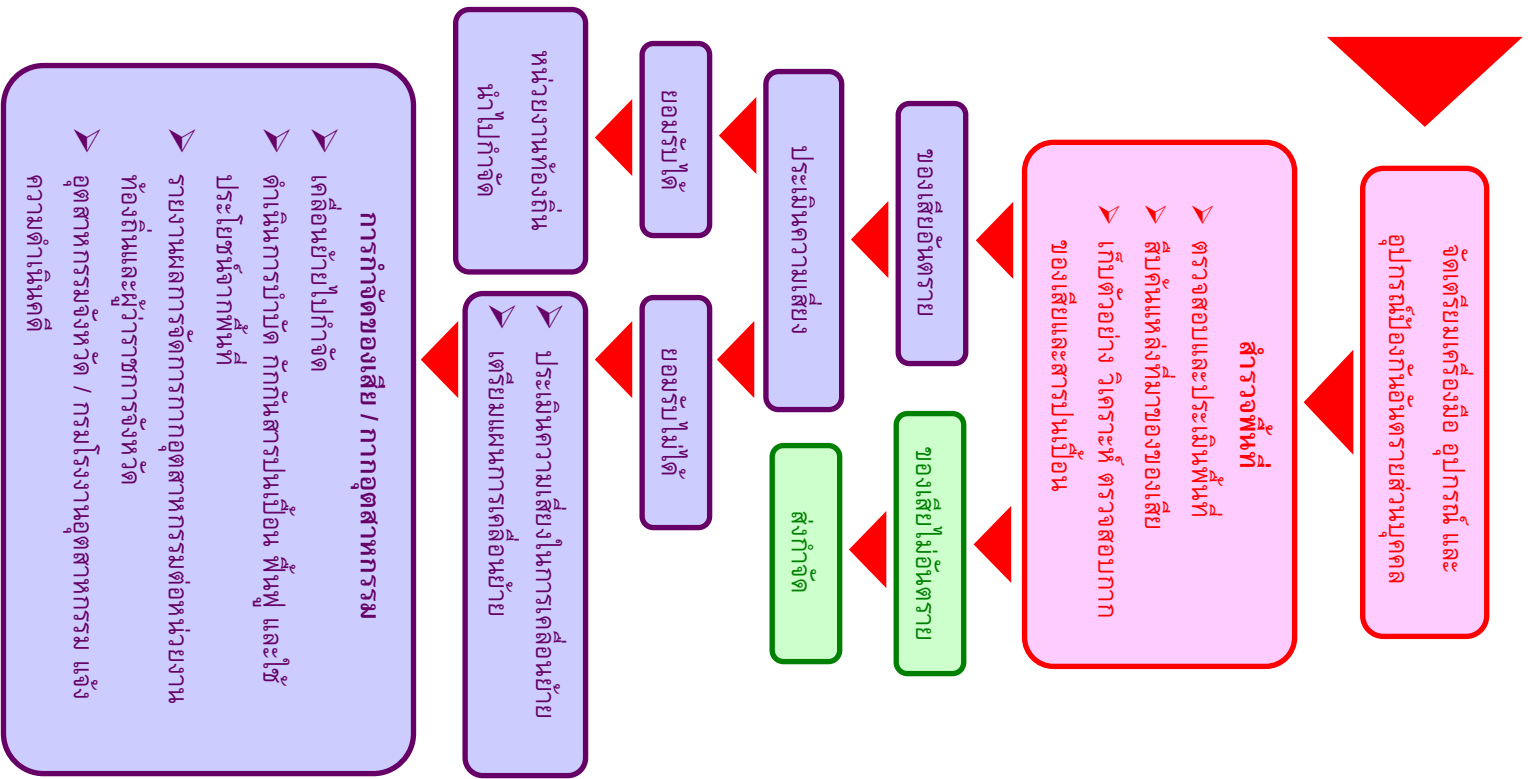 จัดเตรียมเครื่องมือ อุปกรณ์ และ
อุปกรณ์ป้องกันอันตรายส่วนบุคคล
สำรวจพื้นที่
ตรวจสอบและประเมินพื้นที่
สืบค้นแหล่งที่มาของของเสีย
เก็บตัวอย่าง วิเคราะห์ ตรวจสอบกาก
ของเสียและสารปนเปื้อน
ของเสียอันตราย
ของเสียไม่อันตราย
ประเมินความเสี่ยง
ส่งกำจัด
ยอมรับได้
ยอมรับไม่ได้
หน่วยงานท้องถิ่น
นำไปกำจัด
ประเมินความเสี่ยงในการเคลื่อนย้าย
เตรียมแผนการเคลื่อนย้าย
การกำจัดของเสีย / กากอุตสาหกรรม
เคลื่อนย้ายไปกำจัด
ดำเนินการบำบัด กักกันสารปนเปื้อน ฟื้นฟู และใช้
ประโยชน์จากพื้นที่
รายงานผลการจัดการกากอุตสาหกรรมต่อหน่วยงาน
ท้องถิ่นและผู้ว่าราชการจังหวัด
อุตสาหกรรมจังหวัด / กรมโรงงานอุตสาหกรรม แจ้ง
ความดำเนินคดี